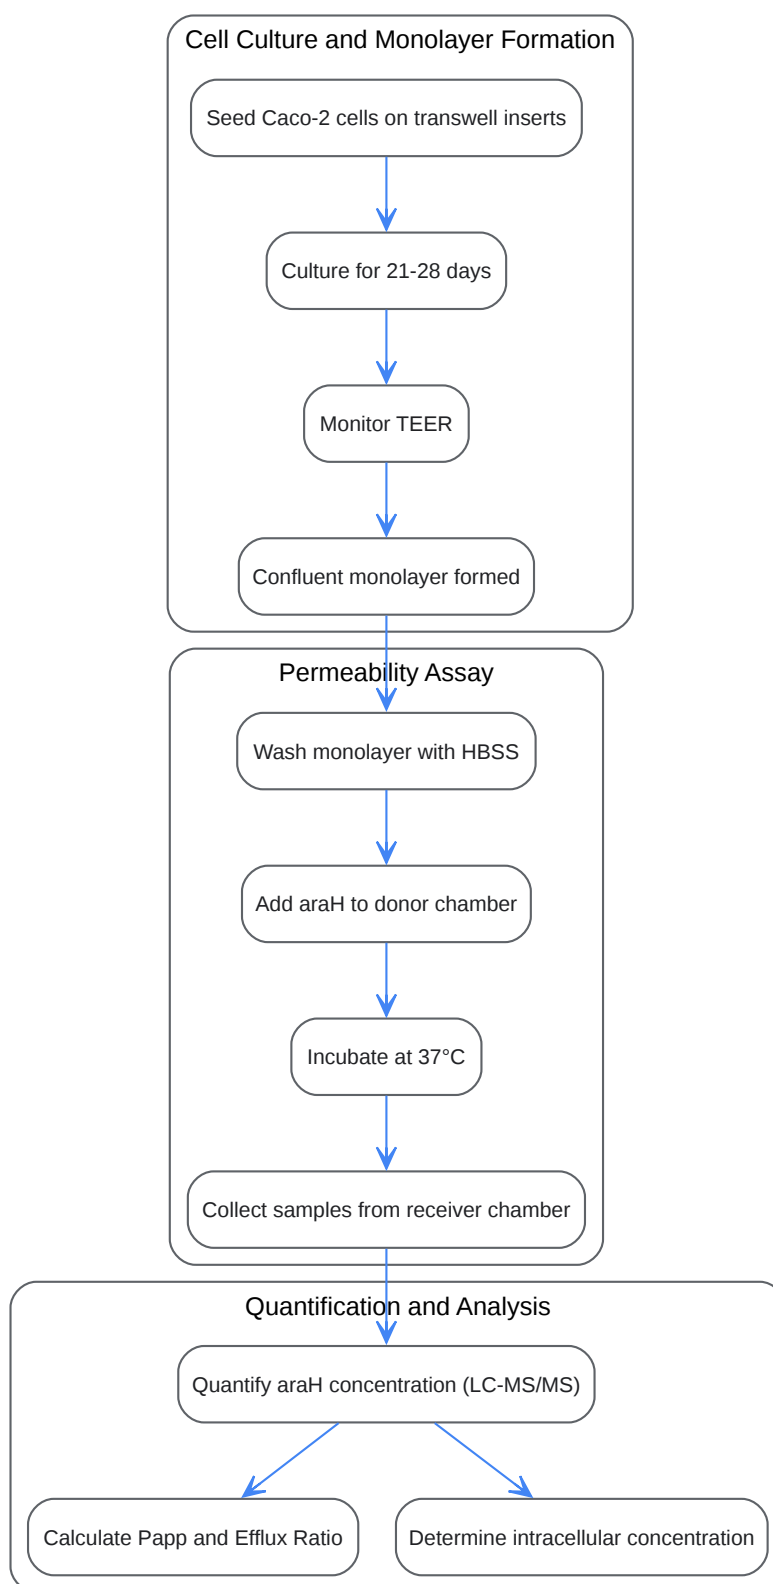 Cell Culture and Monolayer Formation
Seed Caco-2 cells on transwell inserts
Culture for 21-28 days
Monitor TEER
Confluent monolayer formed
Permeability Assay
Wash monolayer with HBSS
Add araH to donor chamber
Incubate at 37°C
Collect samples from receiver chamber
Quantification and Analysis
Quantify araH concentration (LC-MS/MS)
Calculate Papp and Efflux Ratio
Determine intracellular concentration